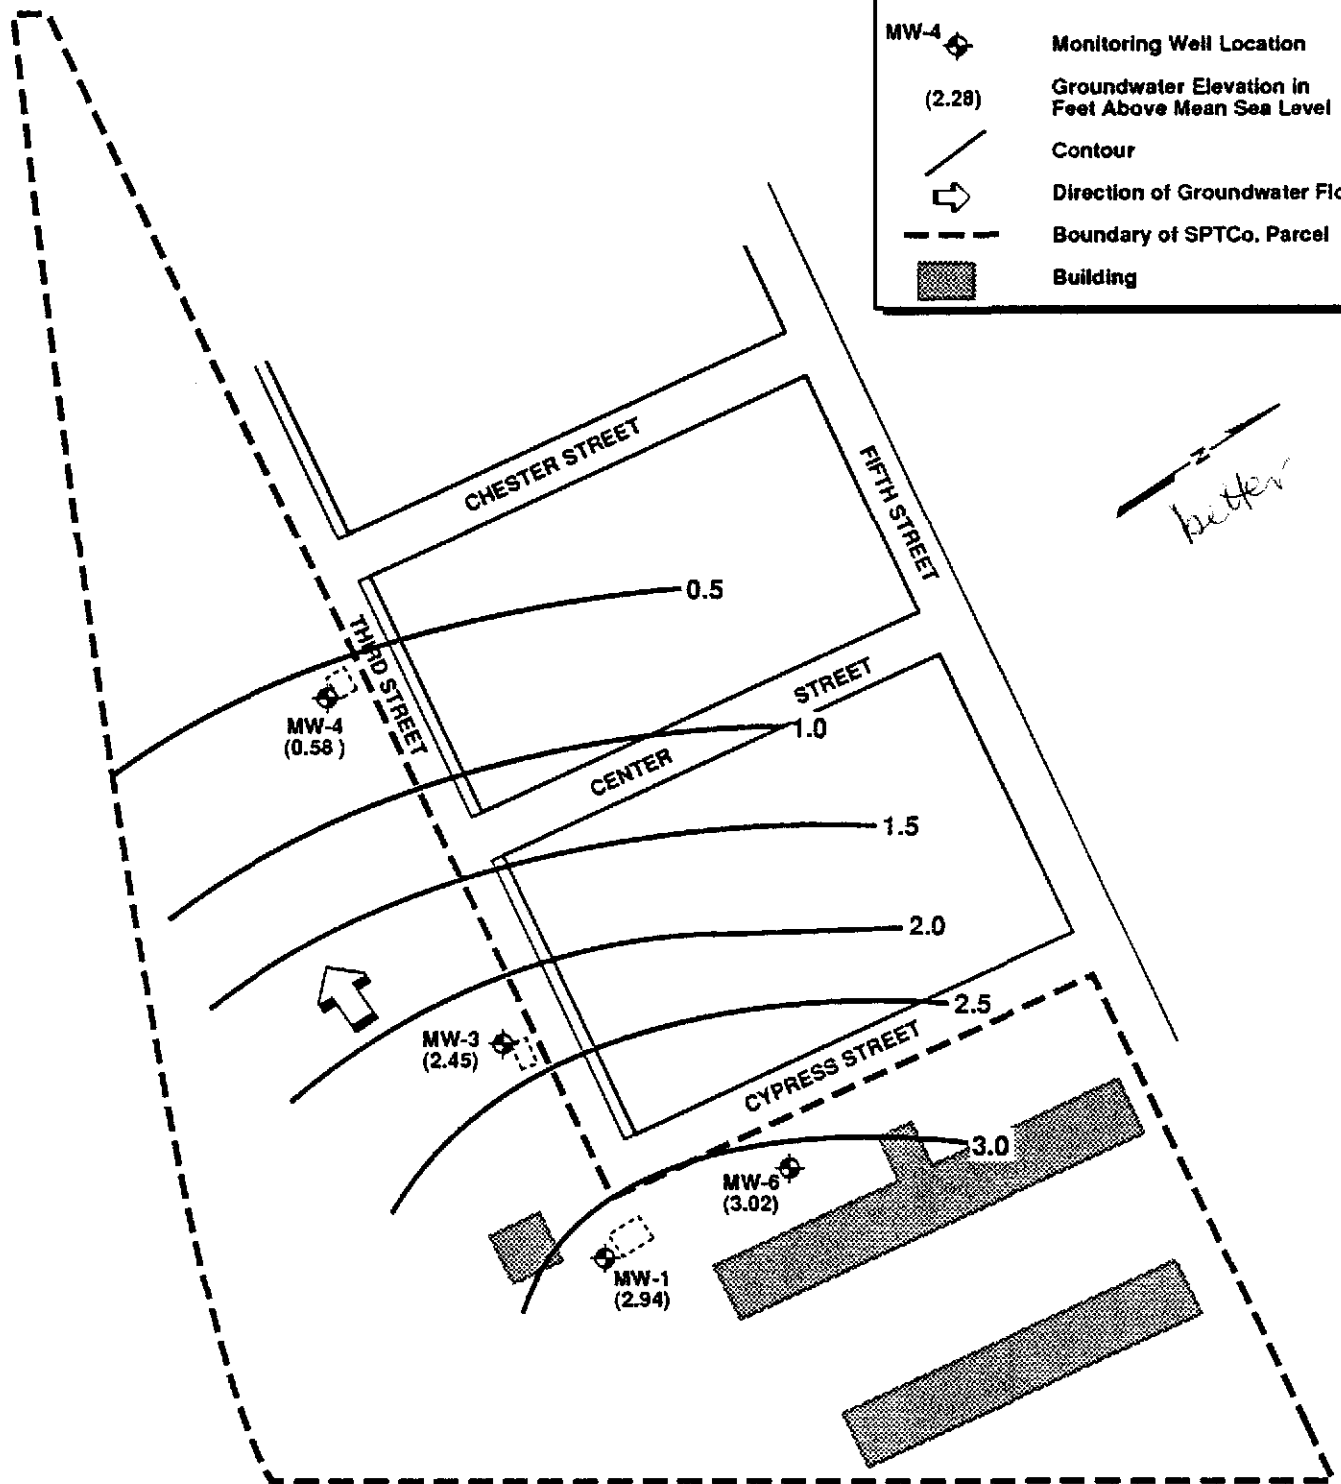 MW-4
Monitoring Well Location
(2.28)
Groundwater Elevation in
Feet Above Mean Sea Level
Contour
Direction of Groundwater Flo
Boundary of SPTCo. Parcel
Building
CHESTER STREET
FIFTH STREET
N
better
0.5
THIRD STREET
MW-4
(0.58)
STREET
1.0
CENTER
1.5
2.0
2.5
MW-3
(2.45)
CYPRESS STREET
3.0
MW-6
(3.02)
MW-1
(2.94)